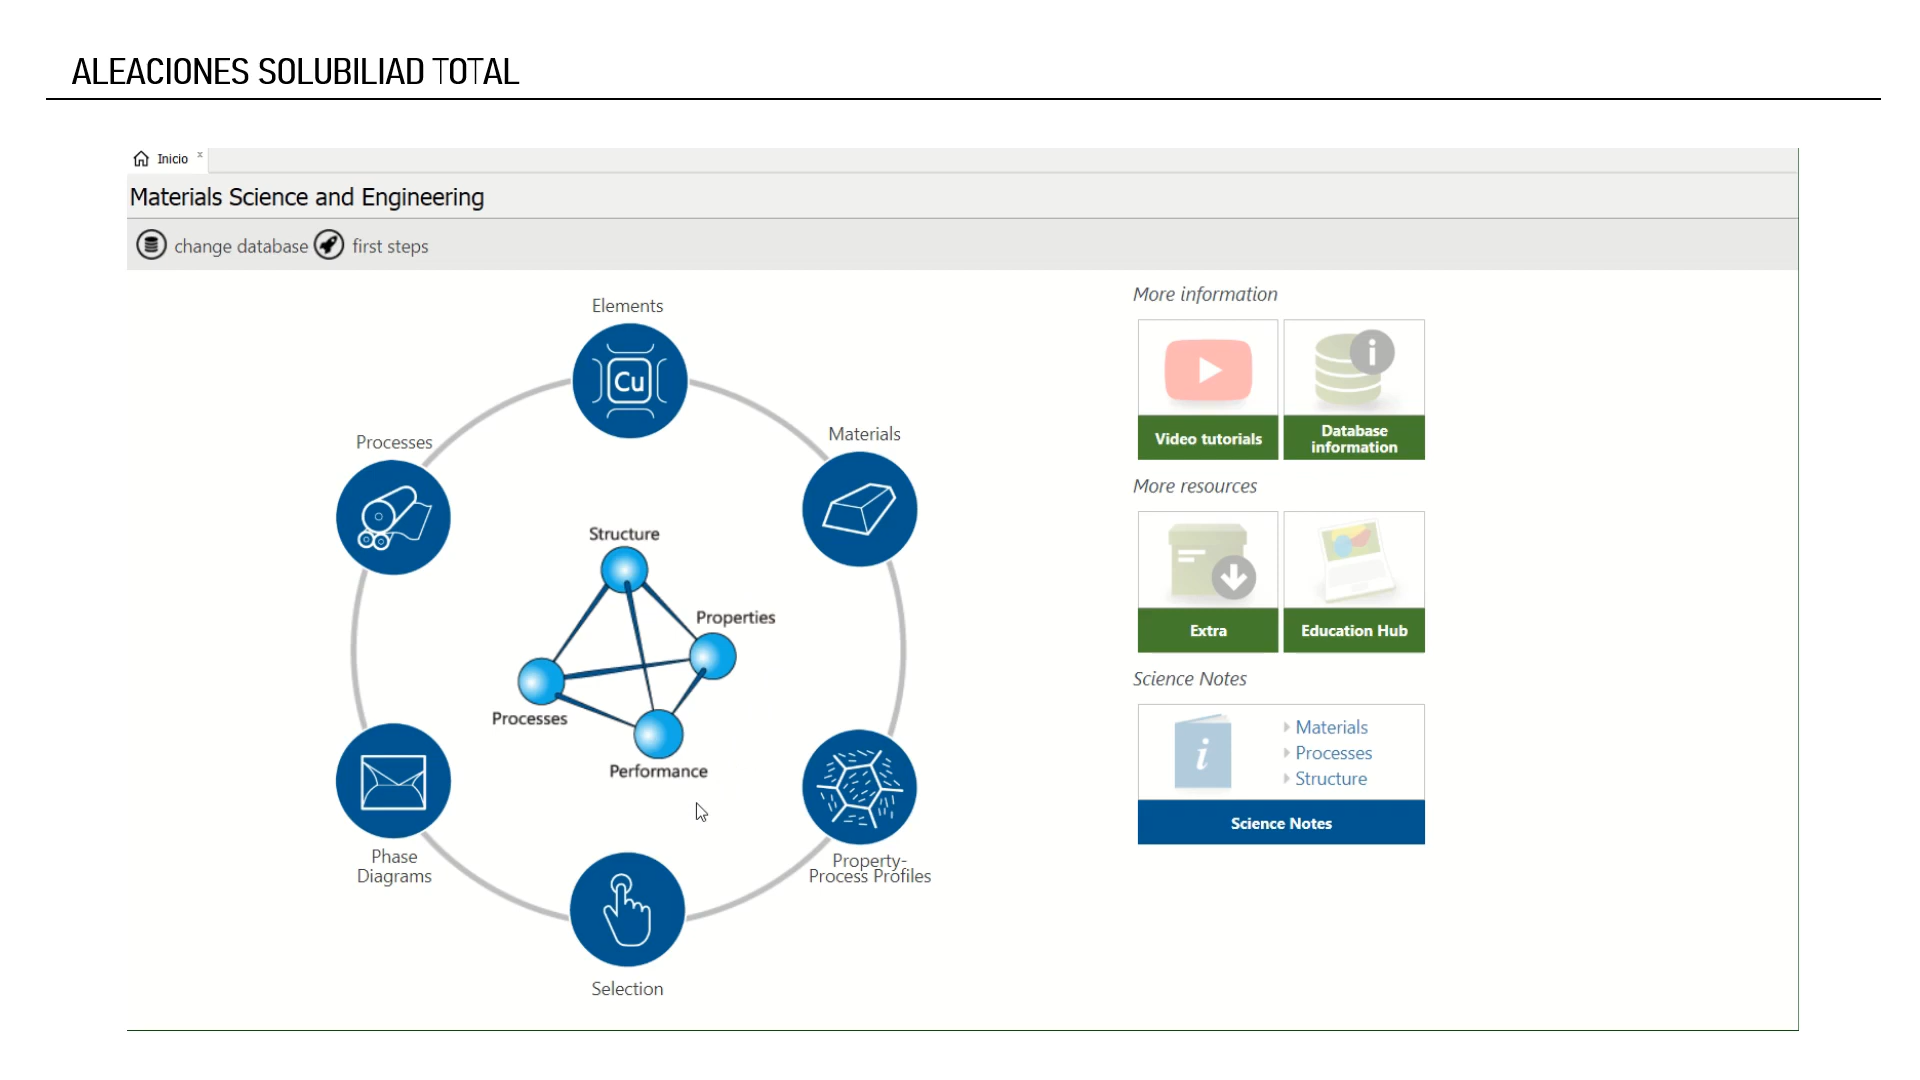 ALEACIONES SOLUBILIAD TOTAL
Inicio x
Materials Science and Engineering
change database first steps
Elements
Cu
Processes
Materials
Structure
Properties
Processes
Performance
Phase
Diagrams
Property-
Process Profiles
Selection
More information
Video tutorials
i
Database
information
More resources
Extra
Education Hub
Science Notes
i
Materials
Processes
Structure
Science Notes